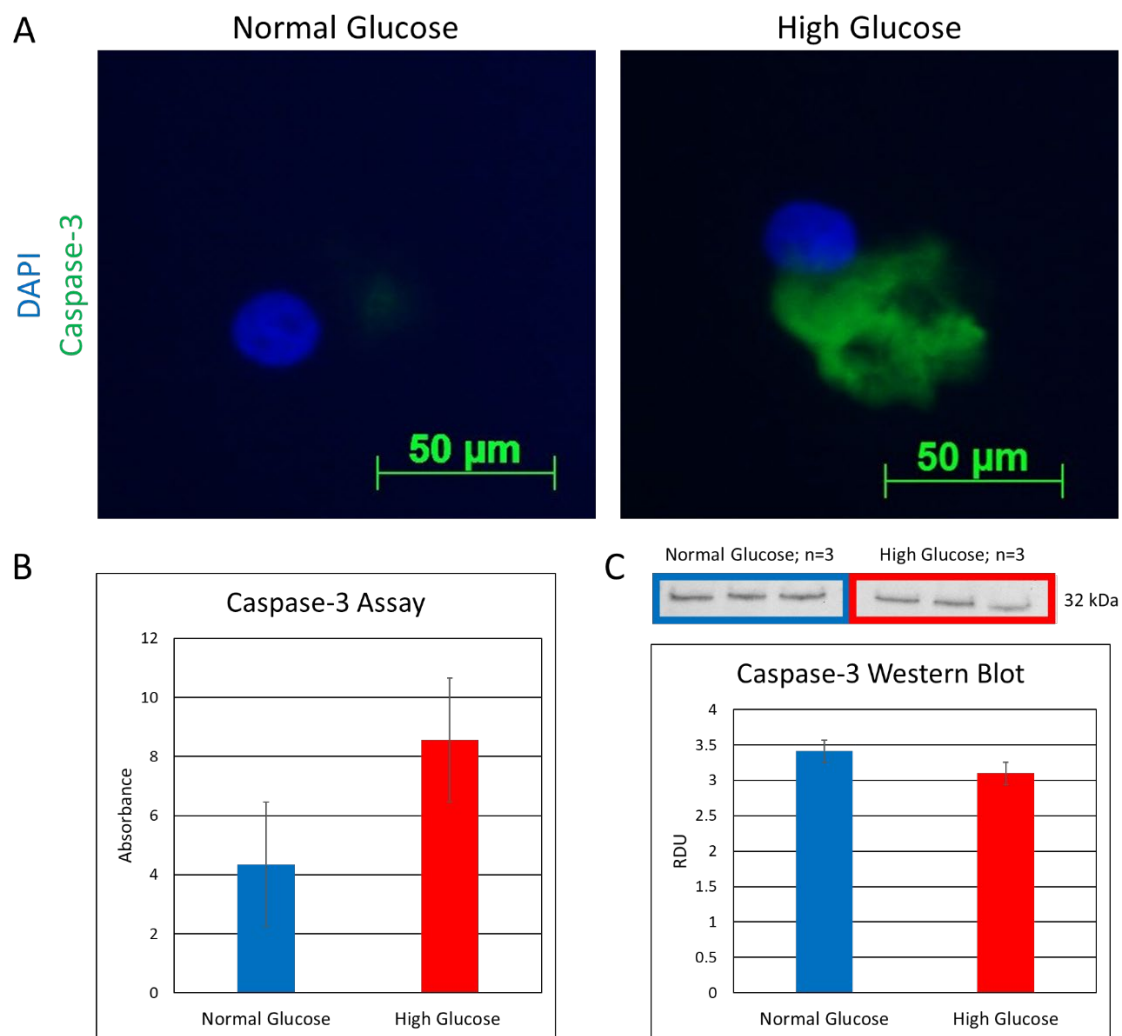 A
Normal Glucose
High Glucose
DAPI
Caspase-3
50 µm
50 µm
B
Caspase-3 Assay
12
10
8
6
4
2
0
Absorbance
Normal Glucose
High Glucose
C
Normal Glucose; n=3
High Glucose; n=3
32 kDa
Caspase-3 Western Blot
4
3.5
3
2.5
2
1.5
1
0.5
0
RDU
Normal Glucose
High Glucose